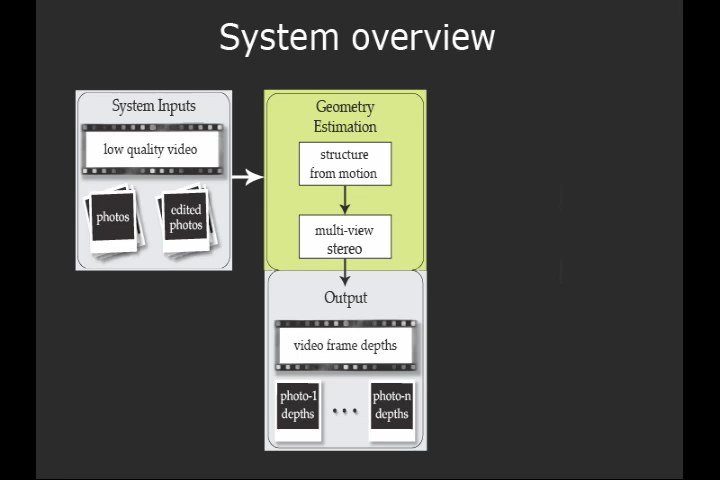 System overview
System Inputs
low quality video
photos
edited
photos
Geometry
Estimation
structure
from motion
multi-view
stereo
Output
video frame depths
photo-1
depths
...
photo-n
depths